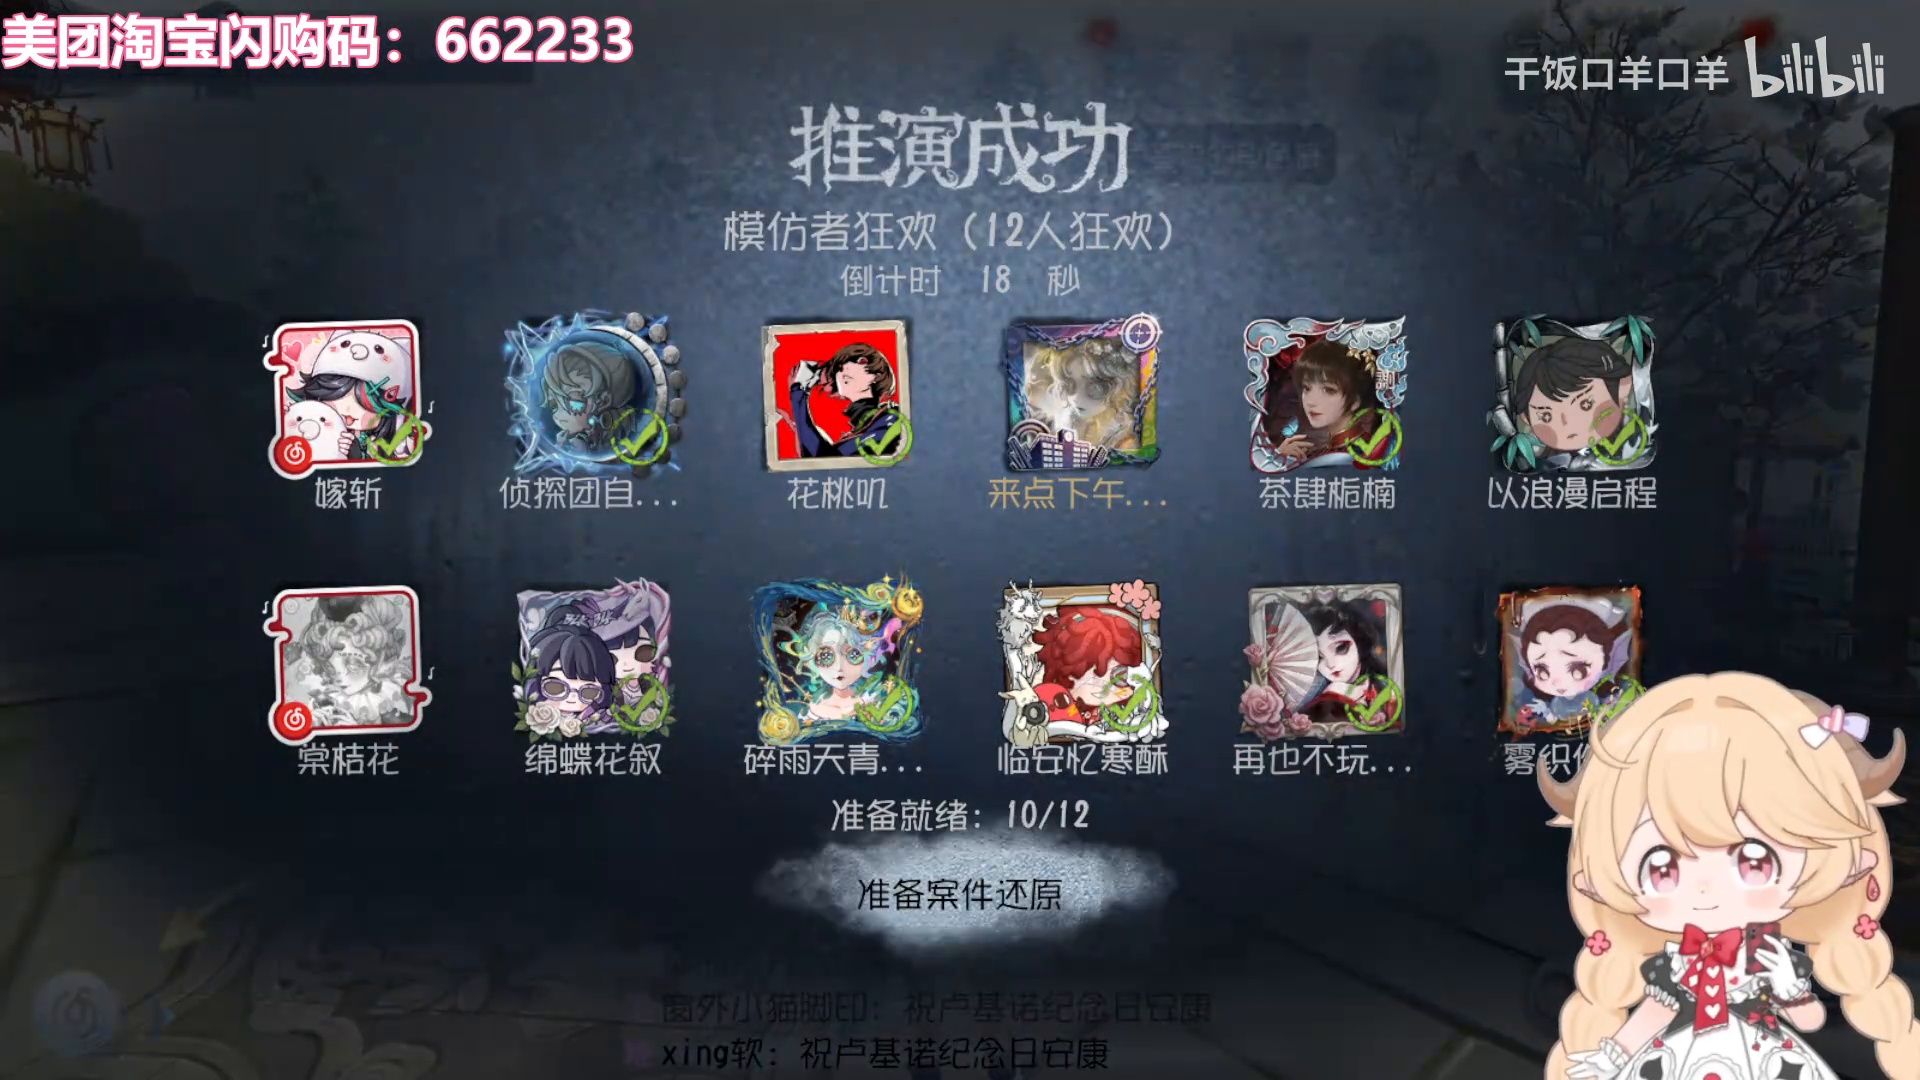 美团淘宝闪购码：662233
干饭口羊口羊 bilibili
推演成功
模仿者狂欢（12人狂欢）
倒计时 18 秒
嫁斩
侦探团自...
花桃叽
来点下午...
茶肆栀楠
以浪漫启程
棠桔花
绵蝶花叙
碎雨天青...
临安忆寒酥
再也不玩...
雾织
准备就绪：10/12
准备案件还原
窗外小猫脚印：祝卢基诺纪念日安康
xing软：祝卢基诺纪念日安康